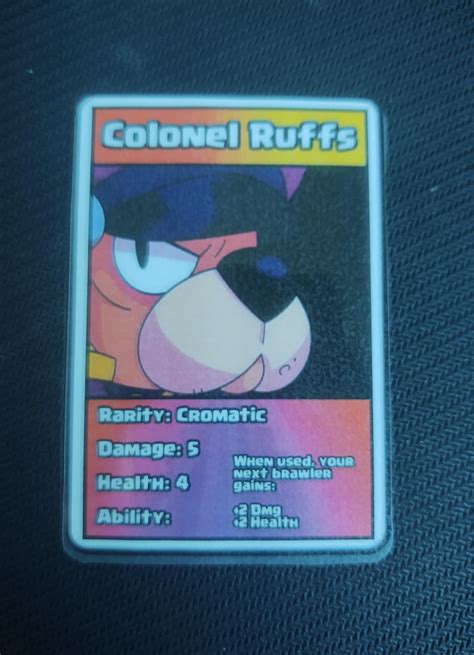 Colonel Ruffs
Rarity: Cromatic
Damage: 5
Health: 4
Ability:
When used, your
next brawler
gains:
+2 Dmg
+2 Health